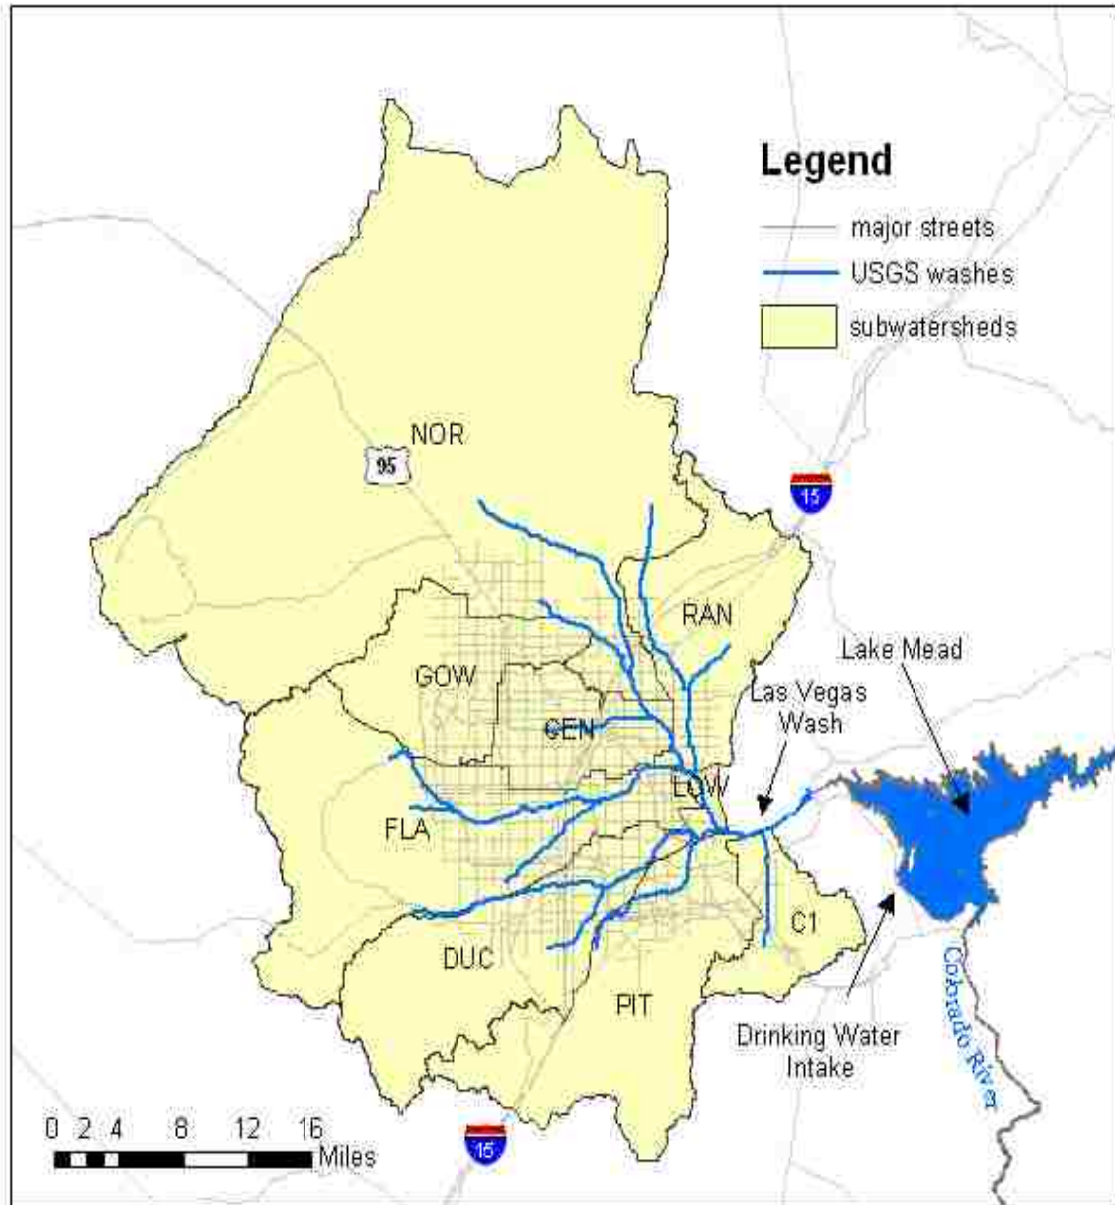 Legend
major streets
USGS washes
subwatersheds
NOR
95
15
RAN
Lake Mead
GOW
Las Vegas
Wash
CEN
LOW
FLA
C1
DUC
PIT
Colorado River
Drinking Water
Intake
0 2 4 8 12 16
Miles
15